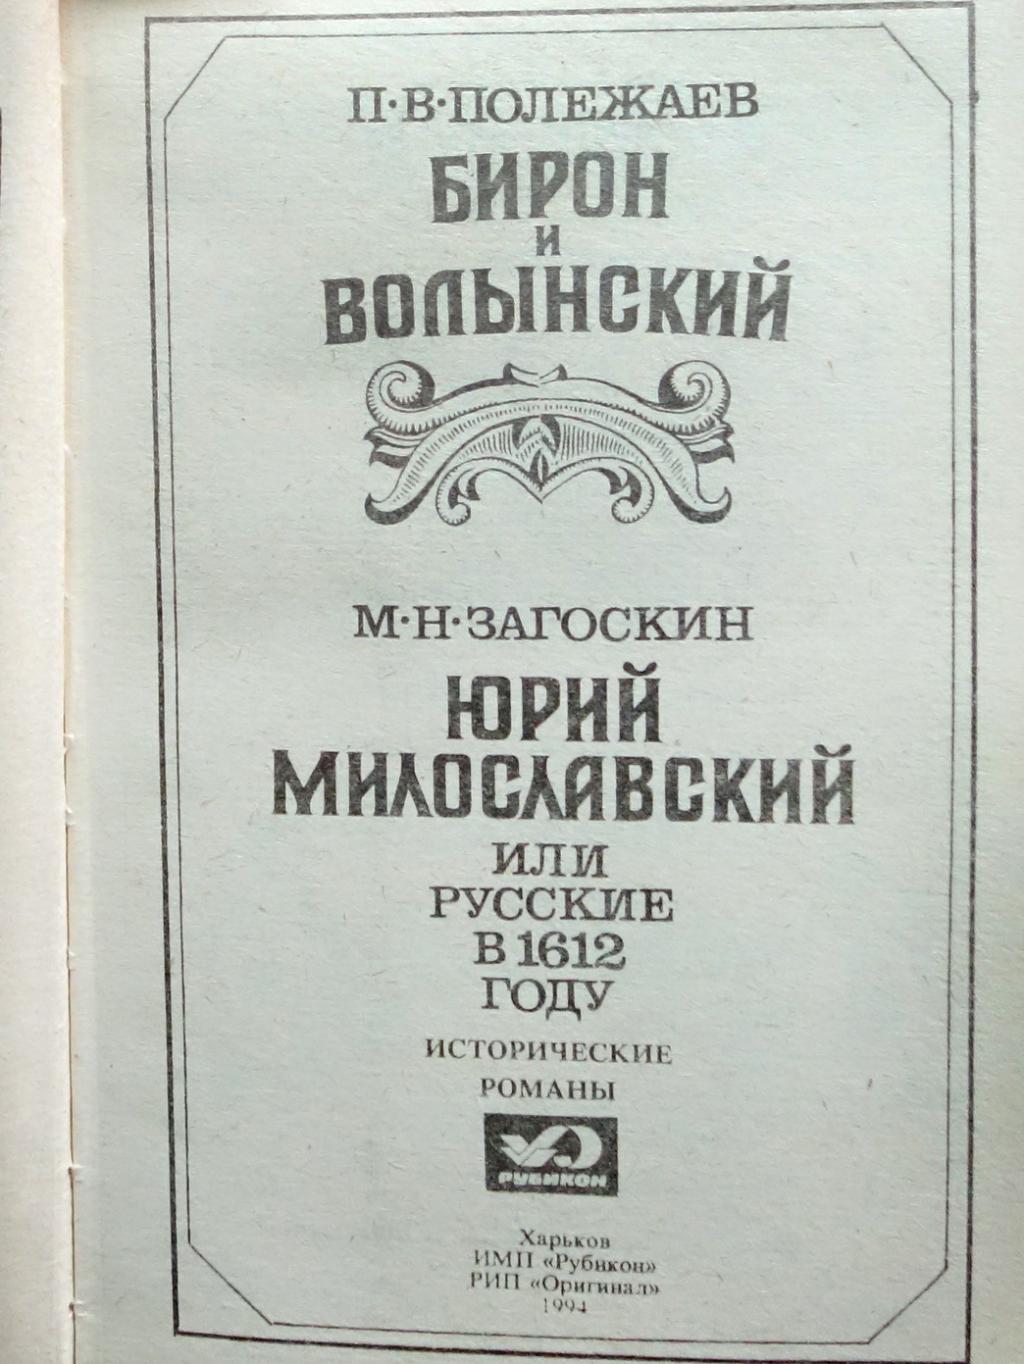 П·В·ПОЛЕЖАЕВ
БИРОН
И
ВОЛЫНСКИЙ
М·Н·ЗАГОСКИН
ЮРИЙ
МИЛОСЛАВСКИЙ
ИЛИ
РУССКИЕ
В 1612
ГОДУ
ИСТОРИЧЕСКИЕ
РОМАНЫ
РУБИКОН
Харьков
ИМП «Рубикон»
РИП «Оригинал»
1994